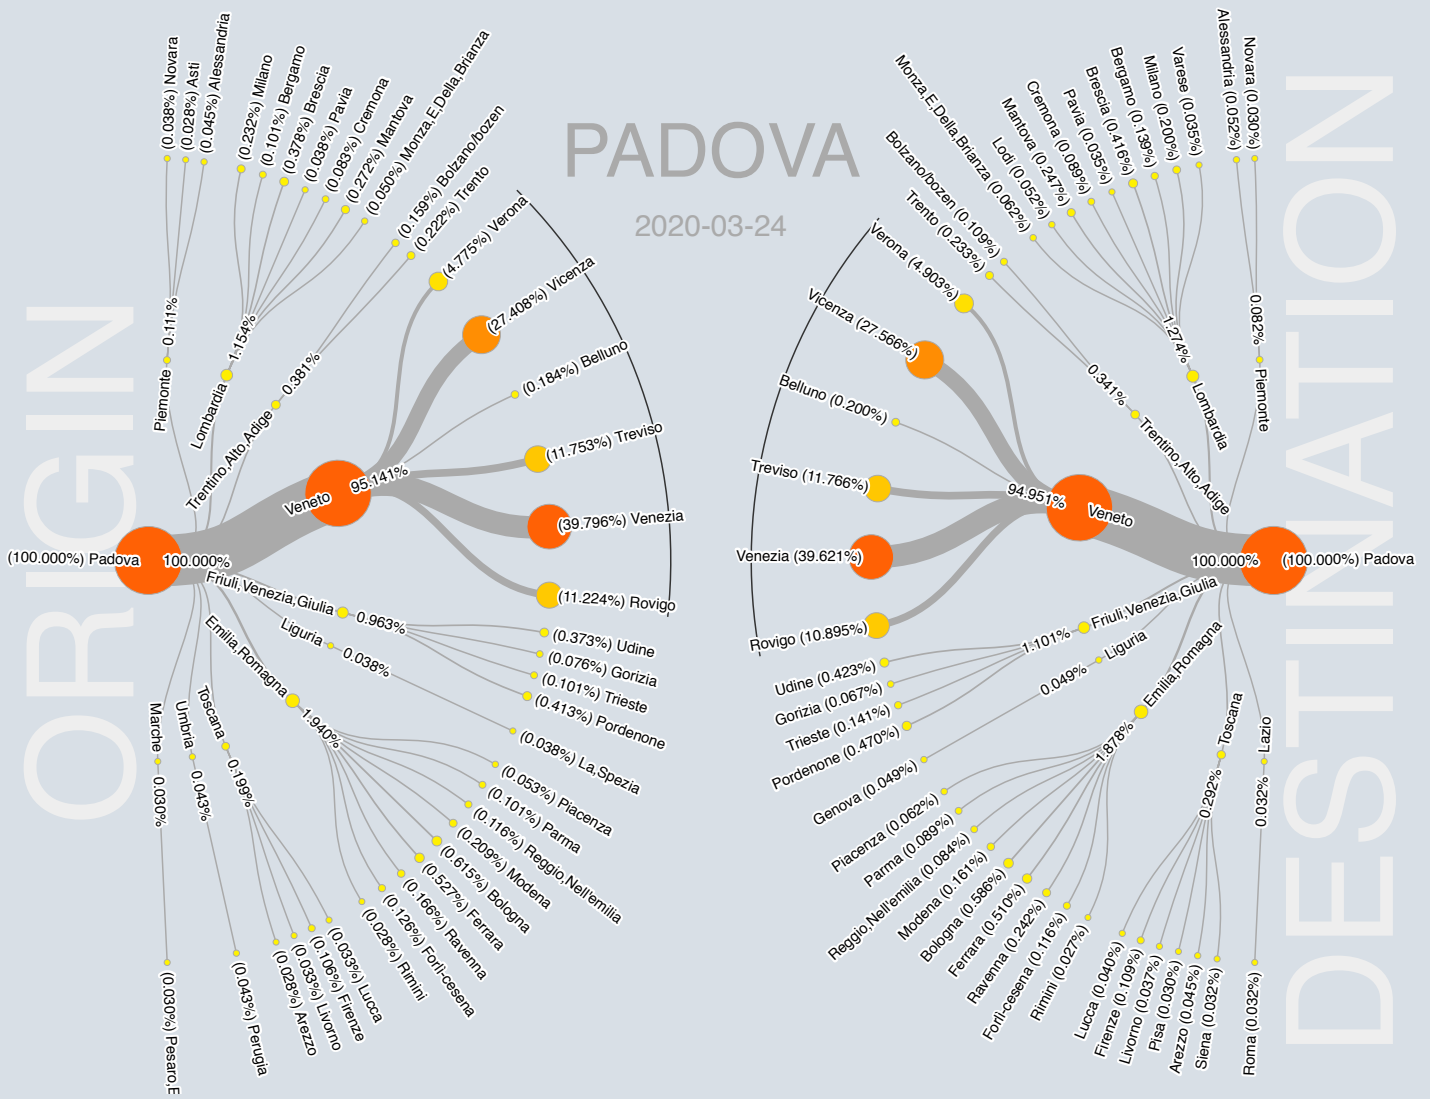 PADOVA
2020-03-24
ORIGIN
(100.000%) Padova
100.000%
Piemonte
0.111%
(0.038%) Novara
(0.028%) Asti
(0.045%) Alessandria
Lombardia
1.154%
(0.232%) Milano
(0.101%) Bergamo
(0.378%) Brescia
(0.038%) Pavia
(0.083%) Cremona
(0.272%) Mantova
(0.050%) Monza,E,Della,Brianza
Trentino,Alto,Adige
0.381%
(0.159%) Bolzano/bozen
(0.222%) Trento
Veneto
95.141%
(4.775%) Verona
(27.408%) Vicenza
(0.184%) Belluno
(11.753%) Treviso
(39.796%) Venezia
(11.224%) Rovigo
Friuli,Venezia,Giulia
0.963%
(0.373%) Udine
(0.076%) Gorizia
(0.101%) Trieste
(0.413%) Pordenone
Liguria
0.038%
(0.038%) La,Spezia
Emilia,Romagna
1.940%
(0.053%) Piacenza
(0.101%) Parma
(0.116%) Reggio,Nell'emilia
(0.209%) Modena
(0.615%) Bologna
(0.527%) Ferrara
(0.166%) Ravenna
(0.126%) Forlì-cesena
(0.028%) Rimini
Toscana
0.199%
(0.033%) Lucca
(0.106%) Firenze
(0.033%) Livorno
(0.028%) Arezzo
Umbria
0.043%
(0.043%) Perugia
Marche
0.030%
(0.030%) Pesaro,E
DESTINATION
(100.000%) Padova
100.000%
Piemonte
0.082%
Novara (0.030%)
Alessandria (0.052%)
Lombardia
1.274%
Varese (0.035%)
Milano (0.200%)
Bergamo (0.139%)
Brescia (0.416%)
Pavia (0.035%)
Cremona (0.089%)
Mantova (0.247%)
Lodi (0.052%)
Monza,E,Della,Brianza (0.062%)
Trentino,Alto,Adige
0.341%
Bolzano/bozen (0.109%)
Trento (0.233%)
Veneto
94.951%
Verona (4.903%)
Vicenza (27.566%)
Belluno (0.200%)
Treviso (11.766%)
Venezia (39.621%)
Rovigo (10.895%)
Friuli,Venezia,Giulia
1.101%
Udine (0.423%)
Gorizia (0.067%)
Trieste (0.141%)
Pordenone (0.470%)
Liguria
0.049%
Genova (0.049%)
Emilia,Romagna
1.878%
Piacenza (0.062%)
Parma (0.089%)
Reggio,Nell'emilia (0.084%)
Modena (0.161%)
Bologna (0.586%)
Ferrara (0.510%)
Ravenna (0.242%)
Forlì-cesena (0.116%)
Rimini (0.027%)
Toscana
0.292%
Lucca (0.040%)
Firenze (0.109%)
Livorno (0.037%)
Pisa (0.030%)
Arezzo (0.045%)
Siena (0.032%)
Lazio
0.032%
Roma (0.032%)